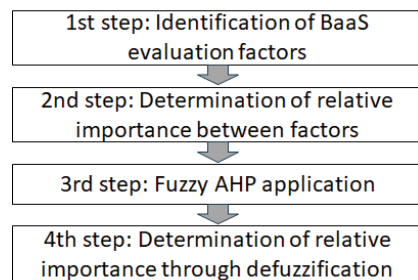 1st step: Identification of BaaS
evaluation factors
2nd step: Determination of relative
importance between factors
3rd step: Fuzzy AHP application
4th step: Determination of relative
importance through defuzzification